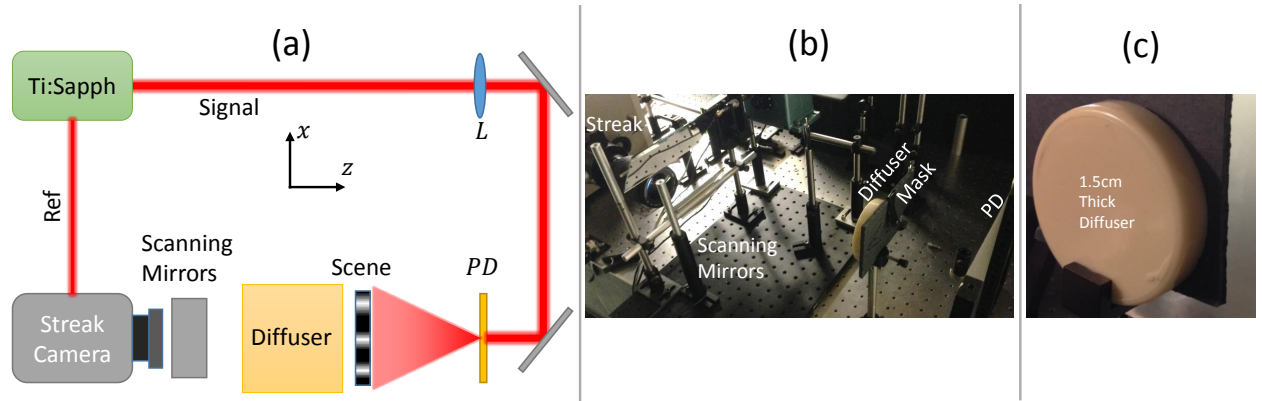 (a)
Ti:Sapph
Signal
L
x
z
Ref
Scanning
Mirrors
Scene
PD
Streak
Camera
Diffuser
(b)
Streak
Diffuser
Mask
PD
Scanning
Mirrors
(c)
1.5cm
Thick
Diffuser